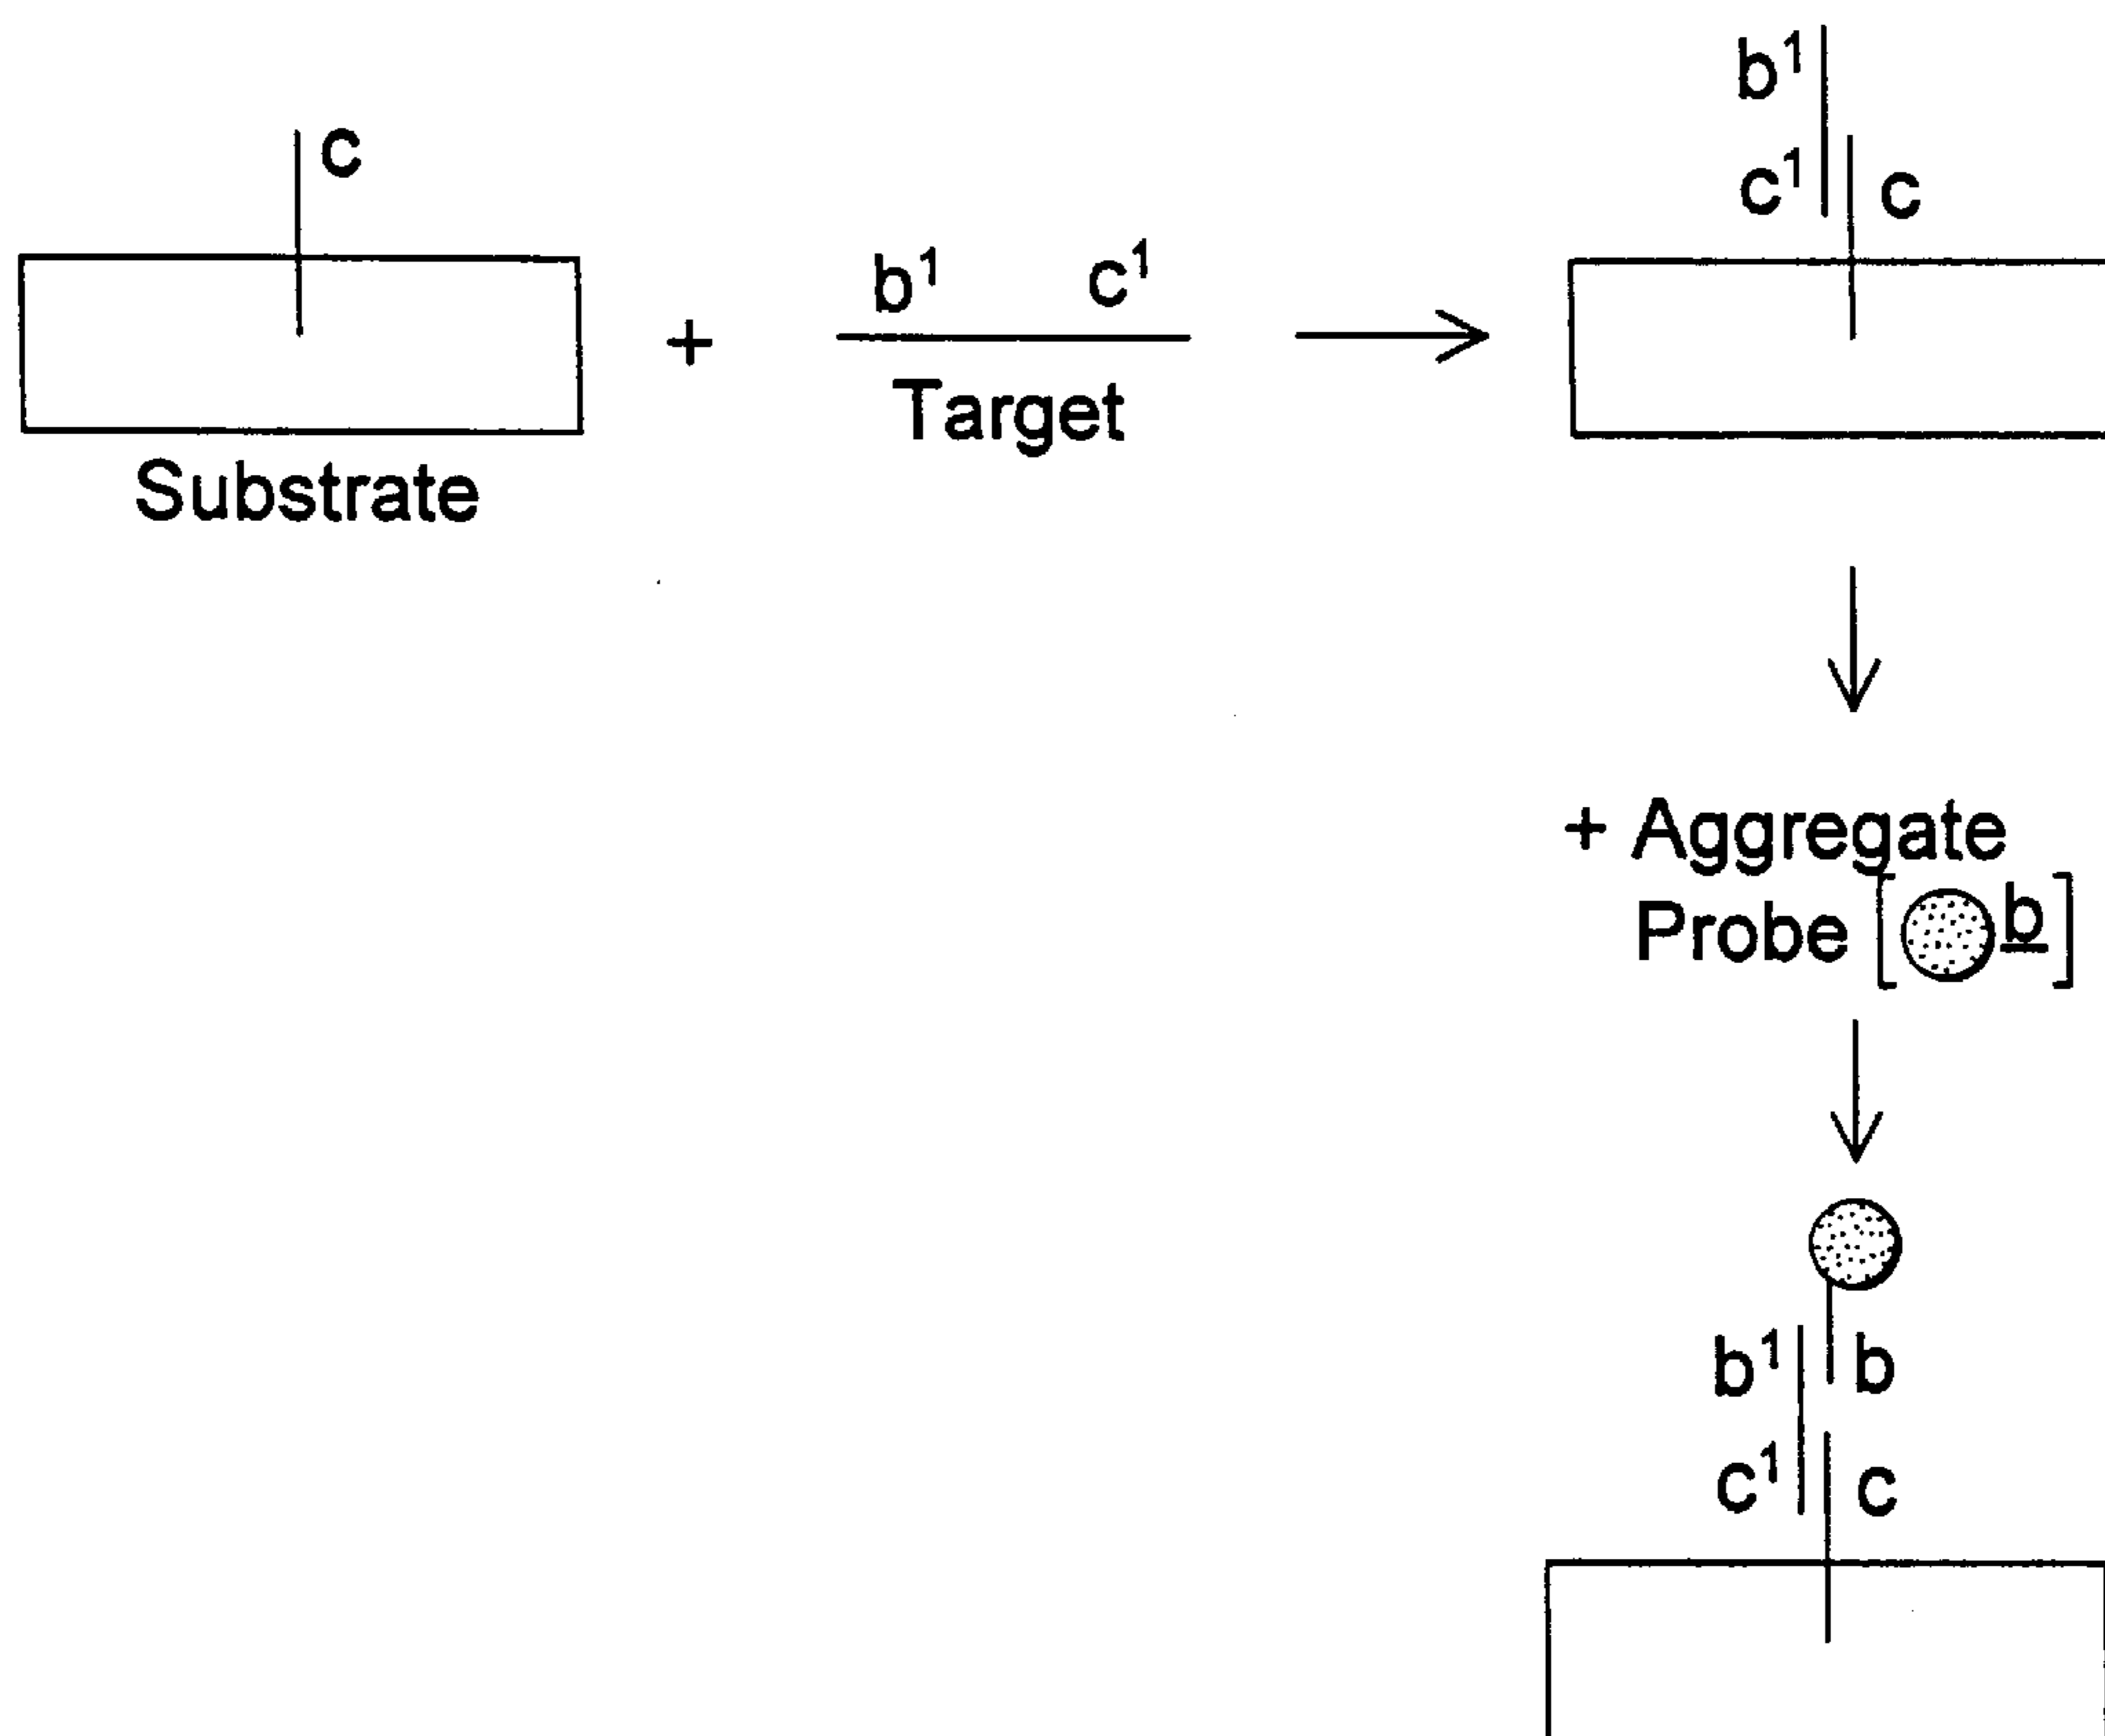 c
Substrate
+
b¹ c¹
Target
b¹
c¹ c
+ Aggregate
Probe [ b ]
b¹ b
c¹ c